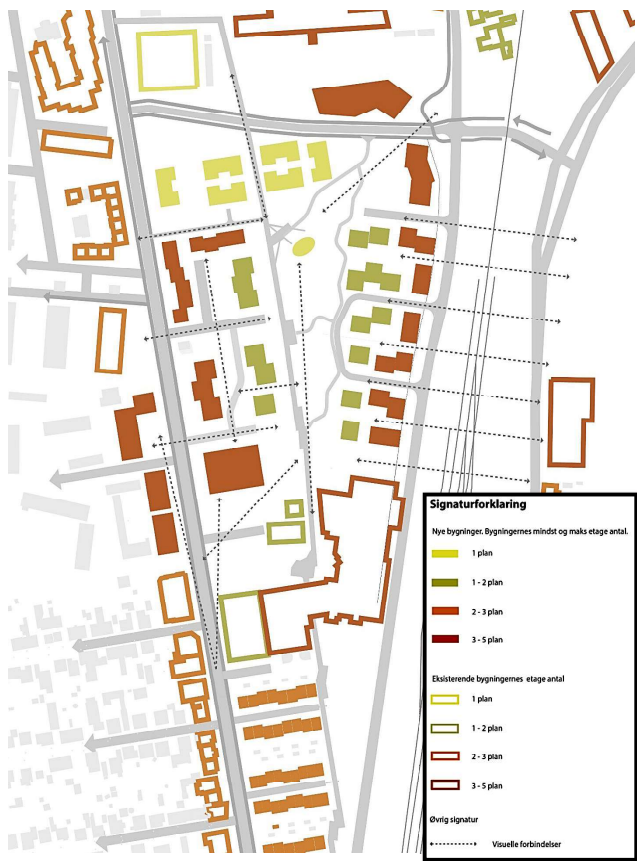 Signaturforklaring
Nye bygninger. Bygningernes mindst og maks etage antal.
1 plan
1 - 2 plan
2 - 3 plan
3 - 5 plan
Eksisterende bygningernes etage antal
1 plan
1 - 2 plan
2 - 3 plan
3 - 5 plan
Øvrig signatur
Visuelle forbindelser